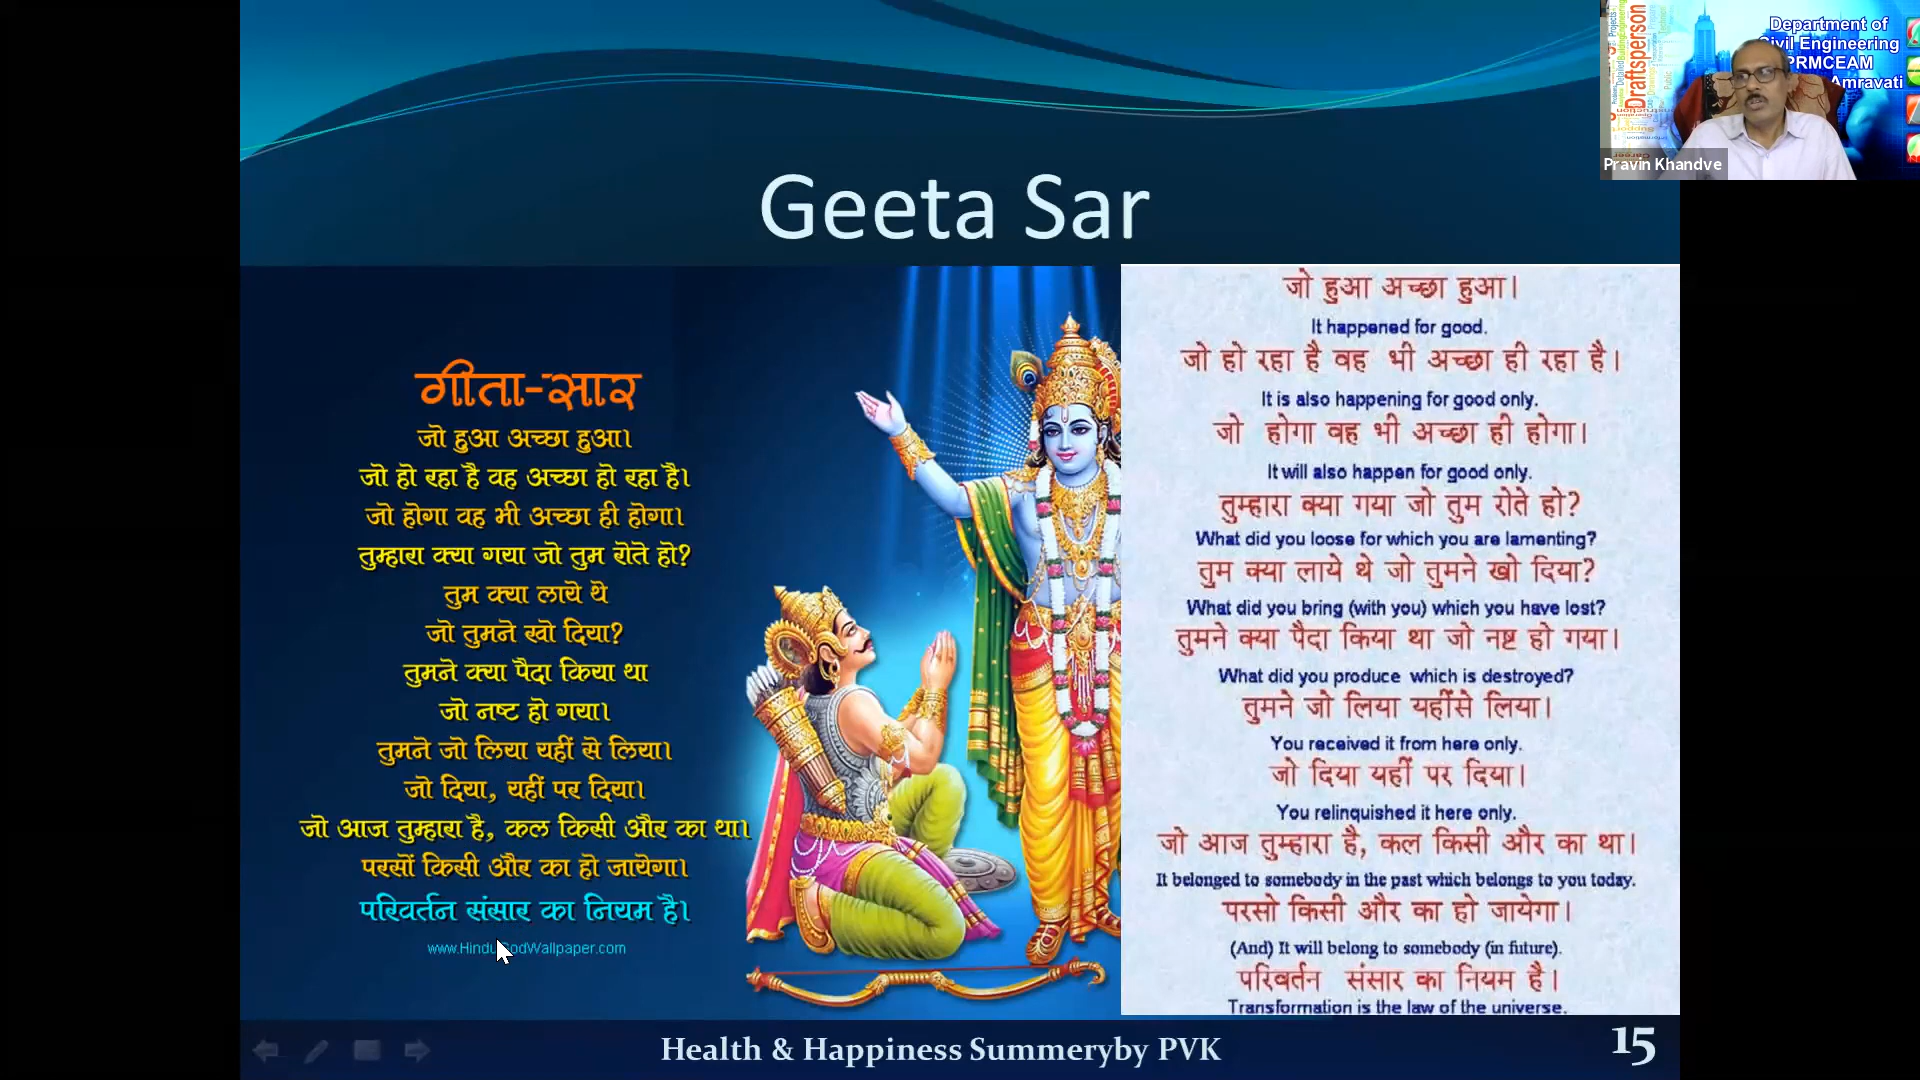 Geeta Sar
गीता-सार
जो हुआ अच्छा हुआ।
जो हो रहा है वह अच्छा हो रहा है।
जो होगा वह भी अच्छा ही होगा।
तुम्हारा क्या गया जो तुम रोते हो?
तुम क्या लाये थे
जो तुमने खो दिया?
तुमने क्या पैदा किया था
जो नष्ट हो गया।
तुमने जो लिया यहीं से लिया।
जो दिया, यहीं पर दिया।
जो आज तुम्हारा है, कल किसी और का था।
परसों किसी और का हो जायेगा।
परिवर्तन संसार का नियम है।
www.HinduGodWallpaper.com
जो हुआ अच्छा हुआ।
It happened for good.
जो हो रहा है वह भी अच्छा ही रहा है।
It is also happening for good only.
जो होगा वह भी अच्छा ही होगा।
It will also happen for good only.
तुम्हारा क्या गया जो तुम रोते हो?
What did you loose for which you are lamenting?
तुम क्या लाये थे जो तुमने खो दिया?
What did you bring (with you) which you have lost?
तुमने क्या पैदा किया था जो नष्ट हो गया।
What did you produce which is destroyed?
तुमने जो लिया यहींसे लिया।
You received it from here only.
जो दिया यहीं पर दिया।
You relinquished it here only.
जो आज तुम्हारा है, कल किसी और का था।
It belonged to somebody in the past which belongs to you today.
परसो किसी और का हो जायेगा।
(And) It will belong to somebody (in future).
परिवर्तन संसार का नियम है।
Transformation is the law of the universe.
Health & Happiness Summeryby PVK
15
Department of
Civil Engineering
PRMCEAM
Amravati
Draftsperson
Pravin Khandve